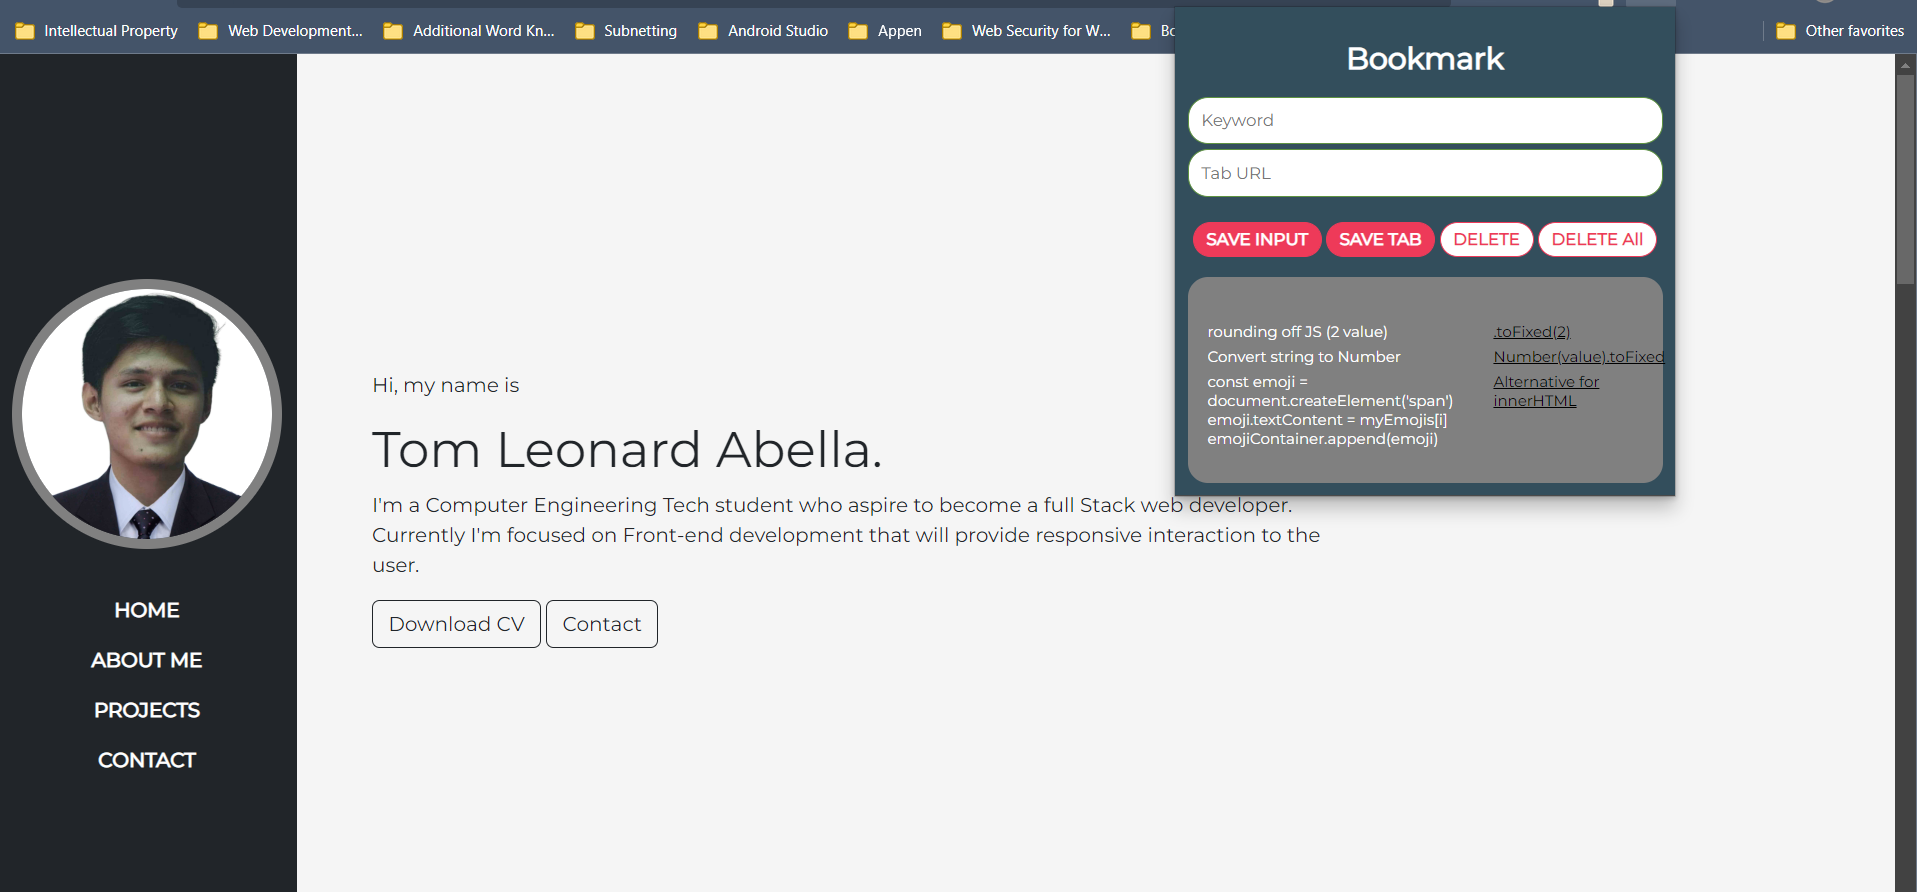 Intellectual Property
Web Development...
Additional Word Kn...
Subnetting
Android Studio
Appen
Web Security for W...
Other favorites
Bookmark
Keyword
Tab URL
SAVE INPUT
SAVE TAB
DELETE
DELETE All
rounding off JS (2 value)
.toFixed(2)
Convert string to Number
Number(value).toFixed
const emoji =
document.createElement('span')
emoji.textContent = myEmojis[i]
emojiContainer.append(emoji)
Alternative for
innerHTML
Hi, my name is
Tom Leonard Abella.
I'm a Computer Engineering Tech student who aspire to become a full Stack web developer.
Currently I'm focused on Front-end development that will provide responsive interaction to the
user.
Download CV
Contact
HOME
ABOUT ME
PROJECTS
CONTACT